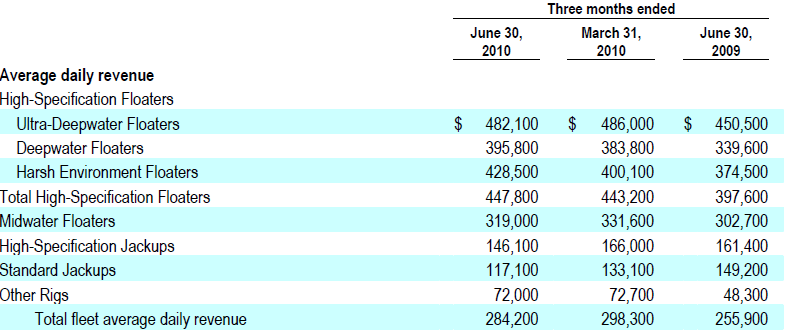 Three months ended
June 30, March 31, June 30,
2010 2010 2009
Average daily revenue
High-Specification Floaters
Ultra-Deepwater Floaters $ 482,100 $ 486,000 $ 450,500
Deepwater Floaters 395,800 383,800 339,600
Harsh Environment Floaters 428,500 400,100 374,500
Total High-Specification Floaters 447,800 443,200 397,600
Midwater Floaters 319,000 331,600 302,700
High-Specification Jackups 146,100 166,000 161,400
Standard Jackups 117,100 133,100 149,200
Other Rigs 72,000 72,700 48,300
Total fleet average daily revenue 284,200 298,300 255,900